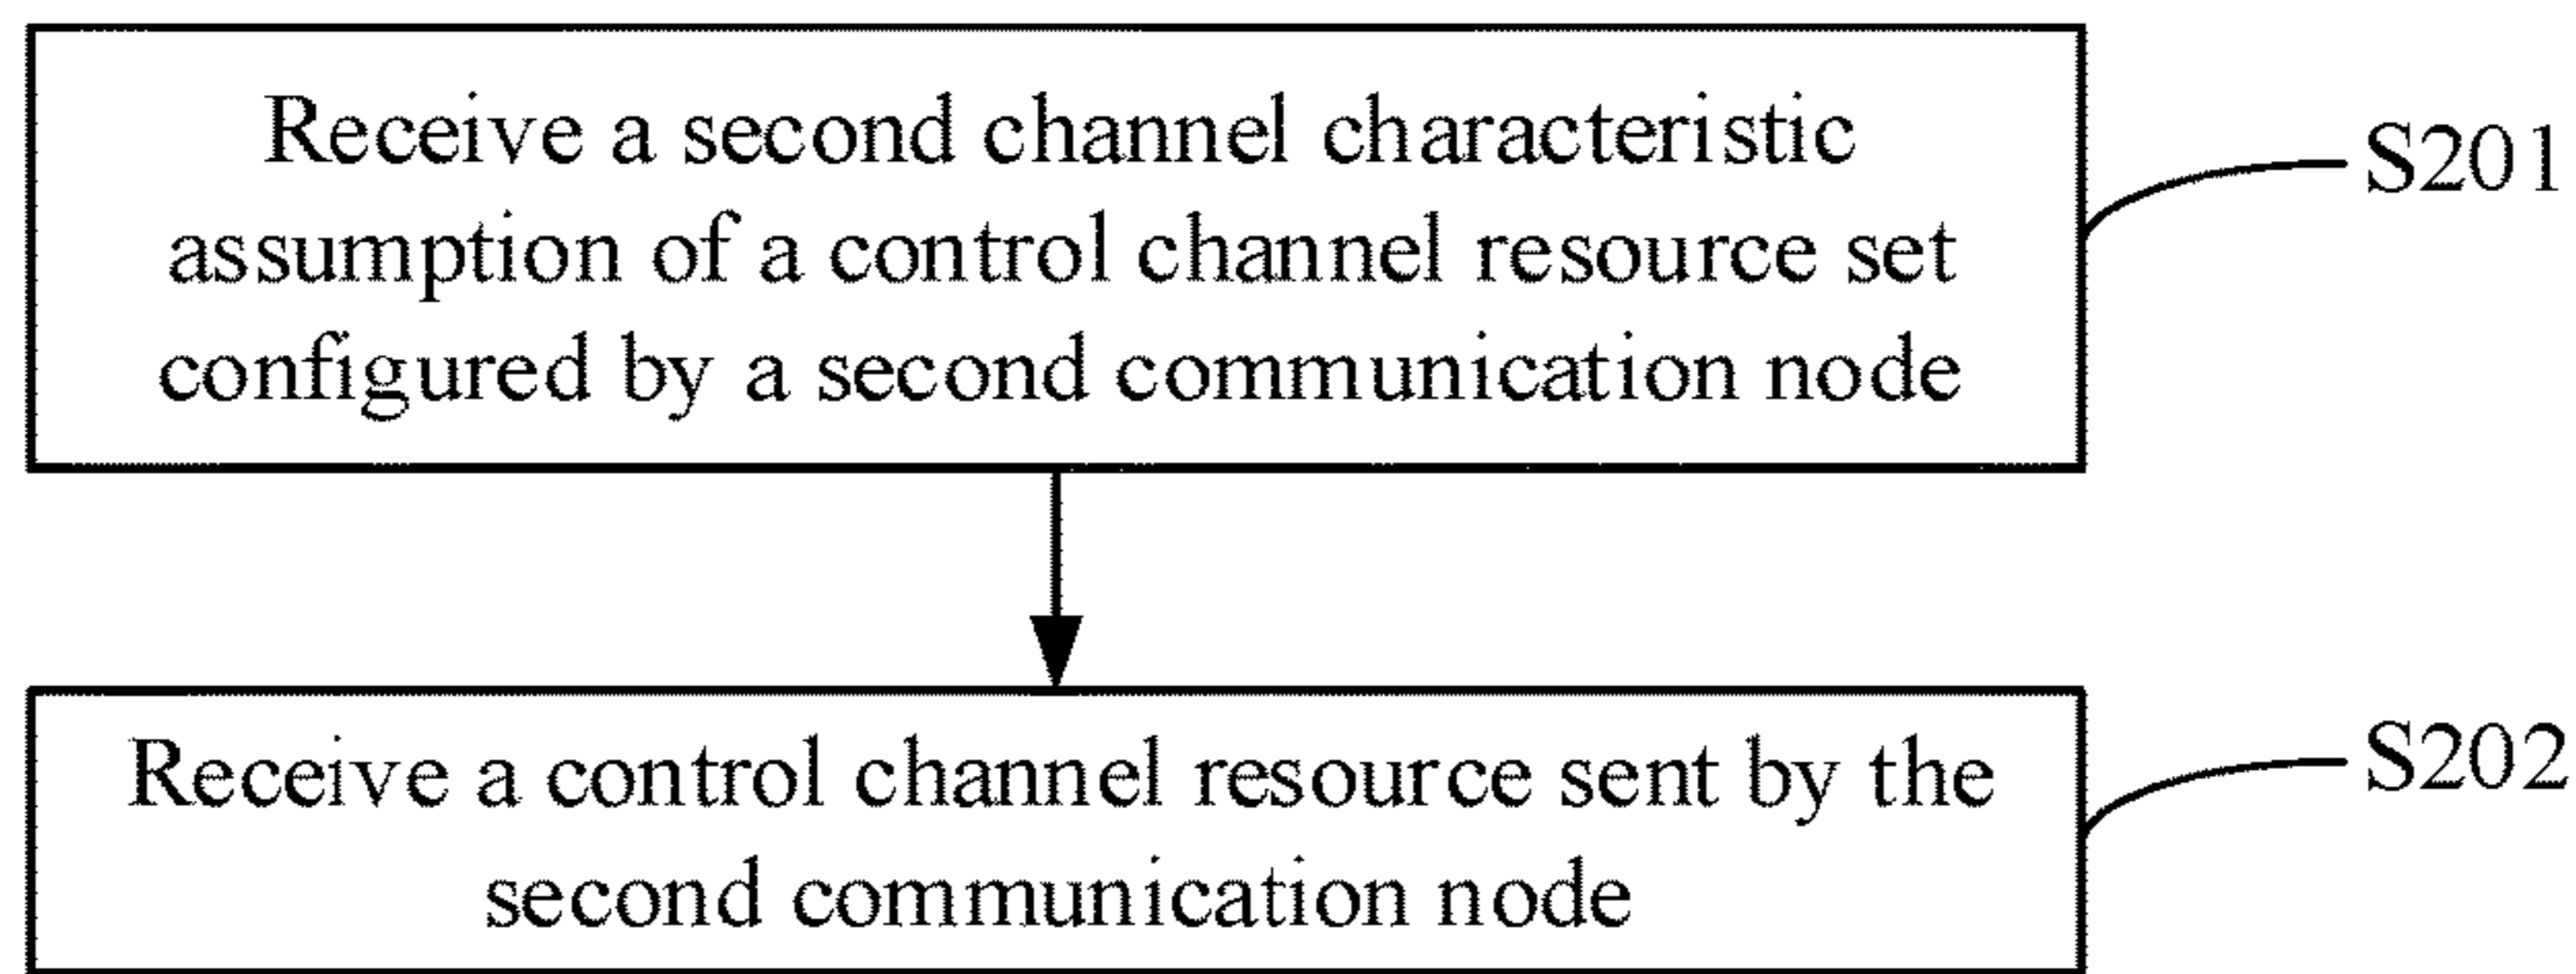 Receive a second channel characteristic
assumption of a control channel resource set
configured by a second communication node
S201
Receive a control channel resource sent by the
second communication node
S202